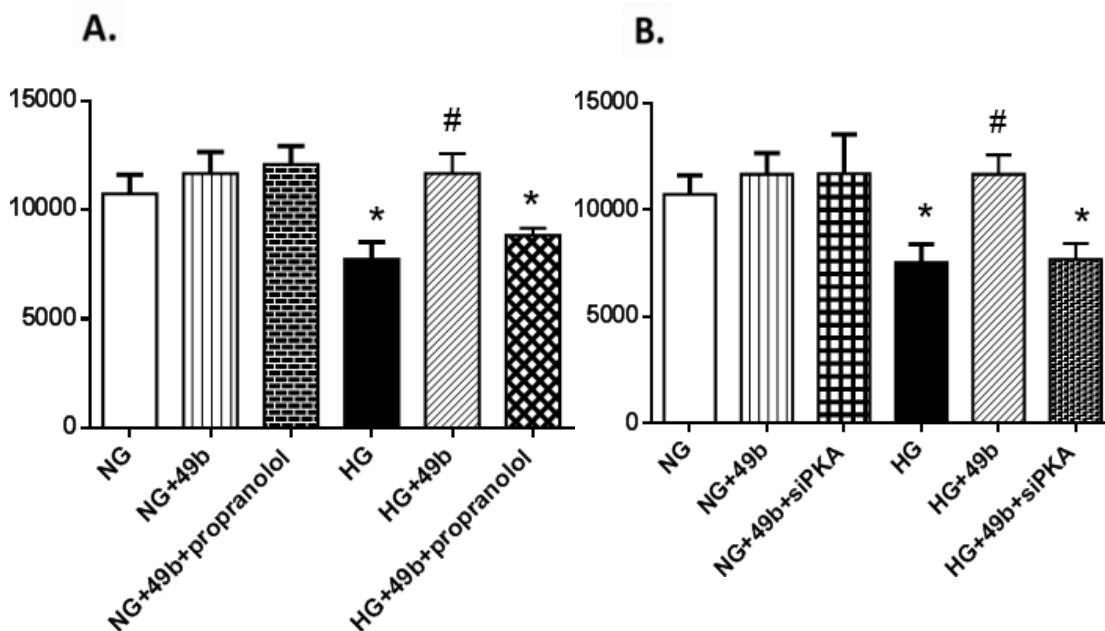 A.
15000
10000
5000
0
*
#
*
NG
NG+49b
NG+49b+propranolol
HG
HG+49b
HG+49b+propranolol
B.
15000
10000
5000
0
*
#
*
NG
NG+49b
NG+49b+siPKA
HG
HG+49b
HG+49b+siPKA